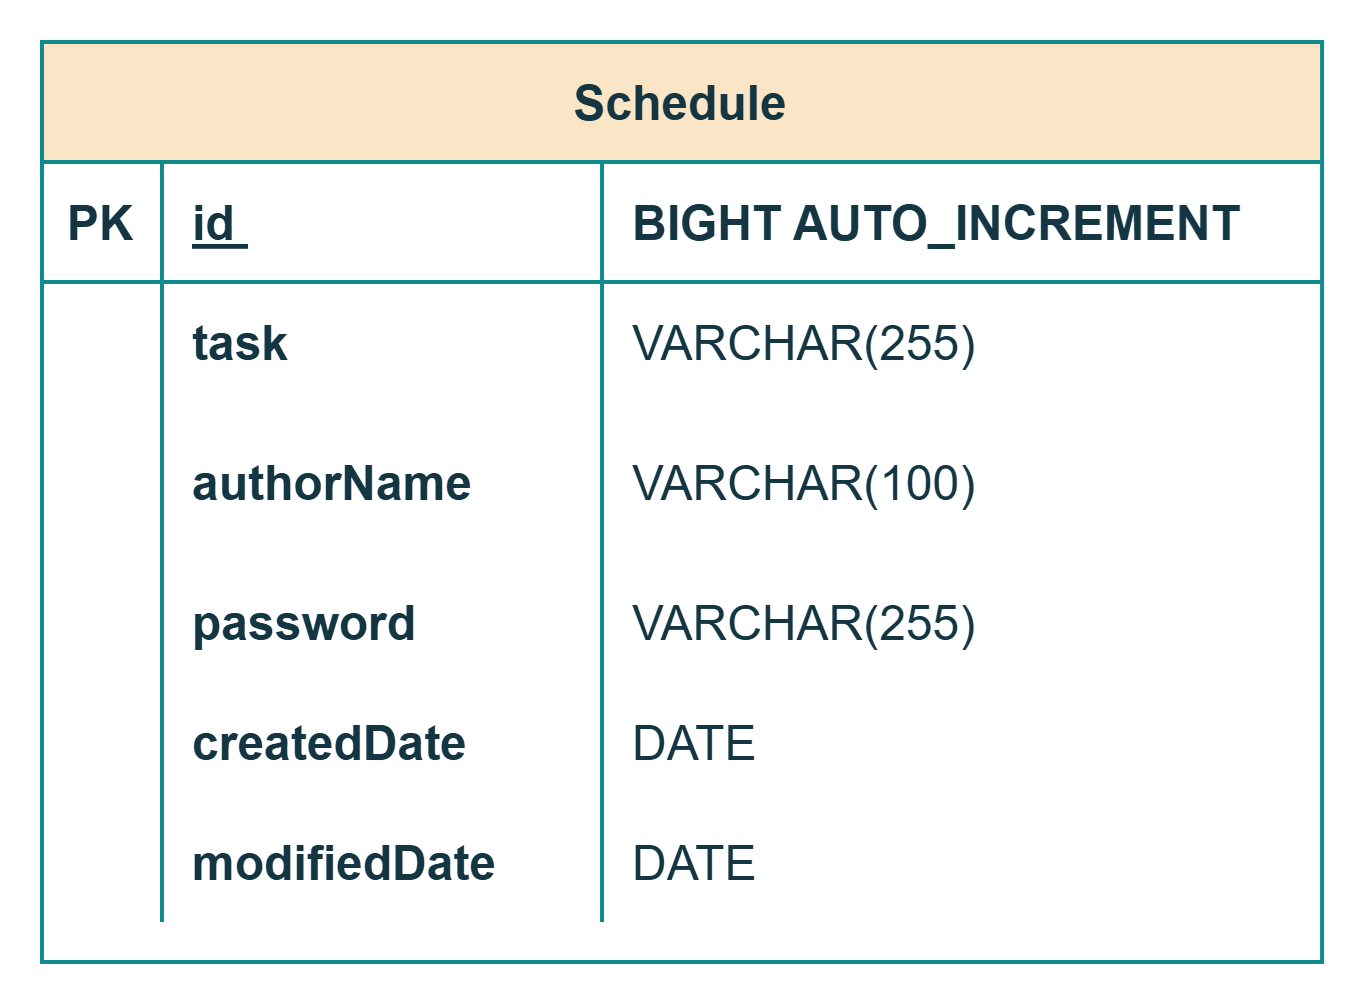 Schedule
PK id BIGHT AUTO_INCREMENT
task VARCHAR(255)
authorName VARCHAR(100)
password VARCHAR(255)
createdDate DATE
modifiedDate DATE